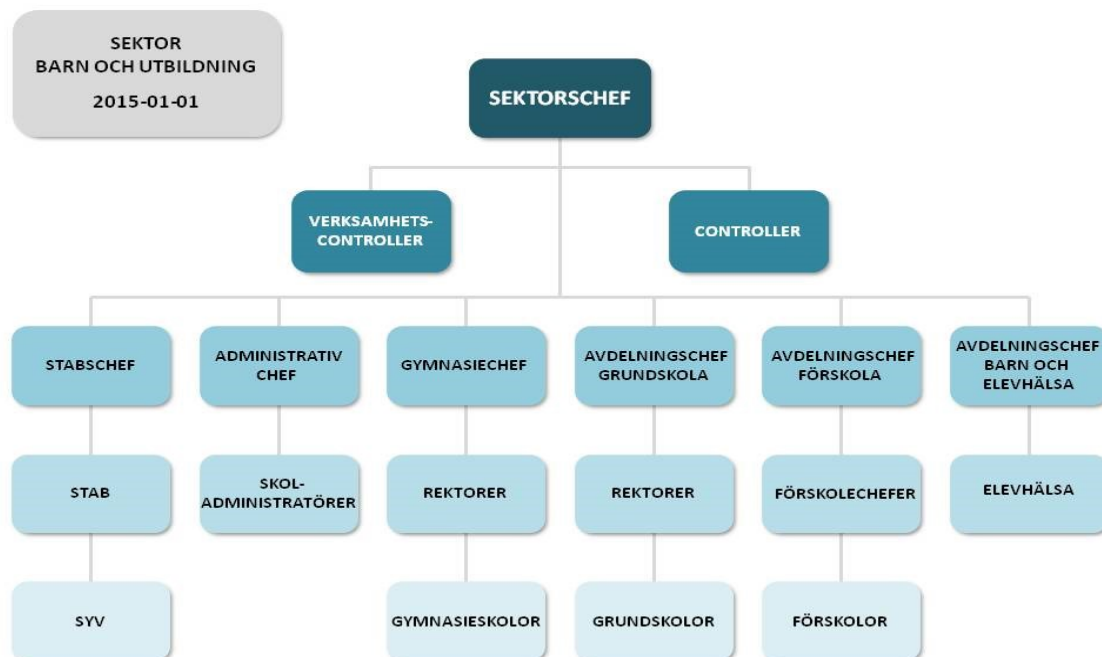 SEKTOR
BARN OCH UTBILDNING
2015-01-01
SEKTORSCHEF
VERKSAMHETS-
CONTROLLER
CONTROLLER
STABSCHEF
ADMINISTRATIV
CHEF
GYMNASIECHEF
AVDELNINGSCHEF
GRUNDSKOLA
AVDELNINGSCHEF
FÖRSKOLA
AVDELNINGSCHEF
BARN OCH
ELEVHÄLSA
STAB
SKOL-
ADMINISTRATÖRER
REKTORER
REKTORER
FÖRSKOLECHEFER
ELEVHÄLSA
SYV
GYMNASIESKOLOR
GRUNDSKOLOR
FÖRSKOLOR